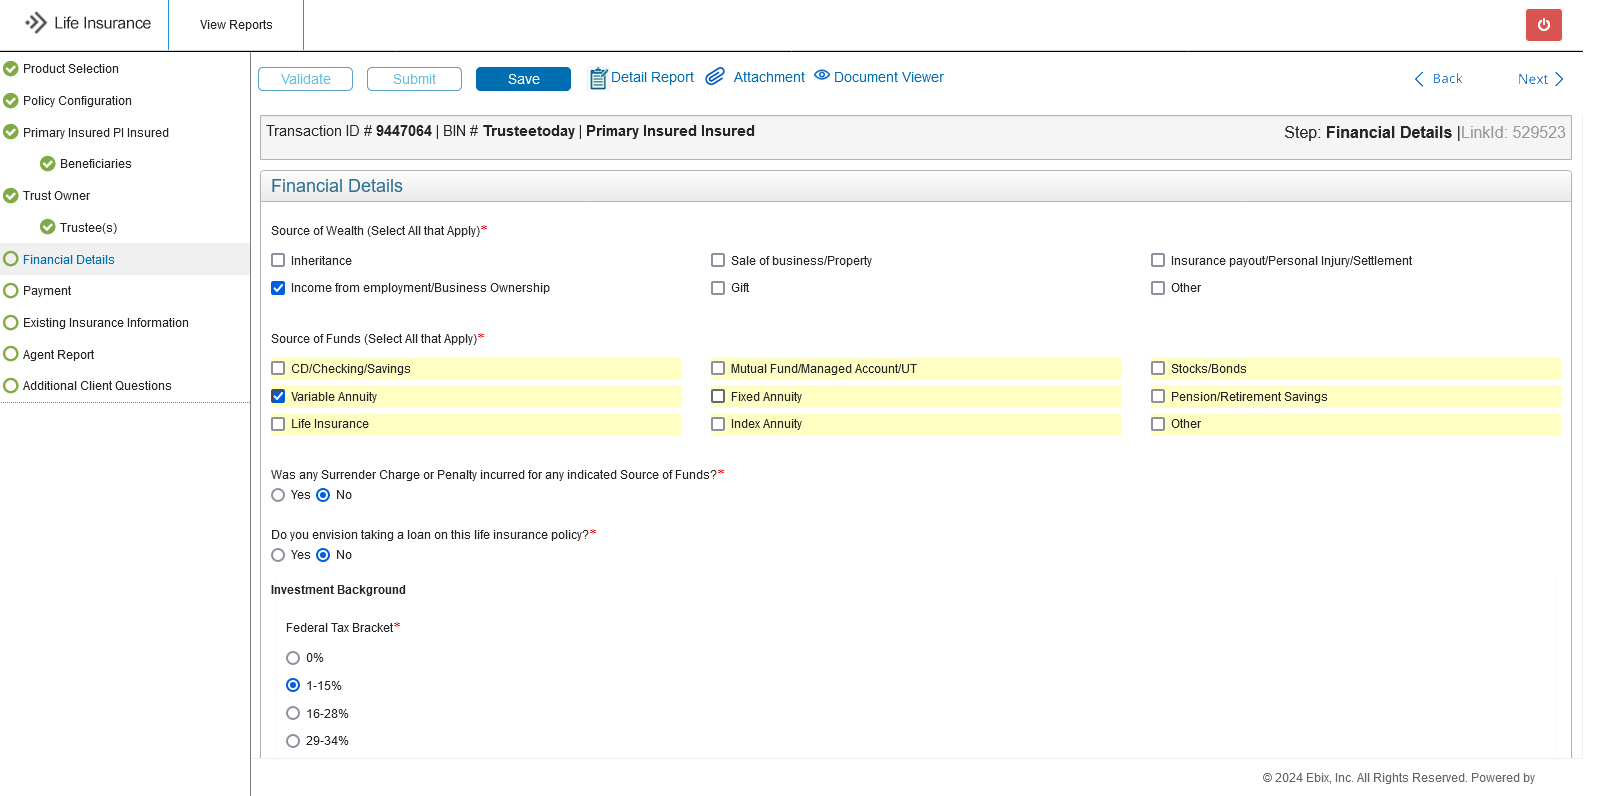 Life Insurance
View Reports
Product Selection
Policy Configuration
Primary Insured PI Insured
Beneficiaries
Trust Owner
Trustee(s)
Financial Details
Payment
Existing Insurance Information
Agent Report
Additional Client Questions
Validate Submit Save Detail Report Attachment Document Viewer Back Next
Transaction ID # 9447064 | BIN # Trusteetoday | Primary Insured Insured
Step: Financial Details |LinkId: 529523
Financial Details
Source of Wealth (Select All that Apply)*
Inheritance Sale of business/Property Insurance payout/Personal Injury/Settlement
Income from employment/Business Ownership Gift Other
Source of Funds (Select All that Apply)*
CD/Checking/Savings Mutual Fund/Managed Account/UT Stocks/Bonds
Variable Annuity Fixed Annuity Pension/Retirement Savings
Life Insurance Index Annuity Other
Was any Surrender Charge or Penalty incurred for any indicated Source of Funds?*
Yes No
Do you envision taking a loan on this life insurance policy?*
Yes No
Investment Background
Federal Tax Bracket*
0%
1-15%
16-28%
29-34%
© 2024 Ebix, Inc. All Rights Reserved. Powered by